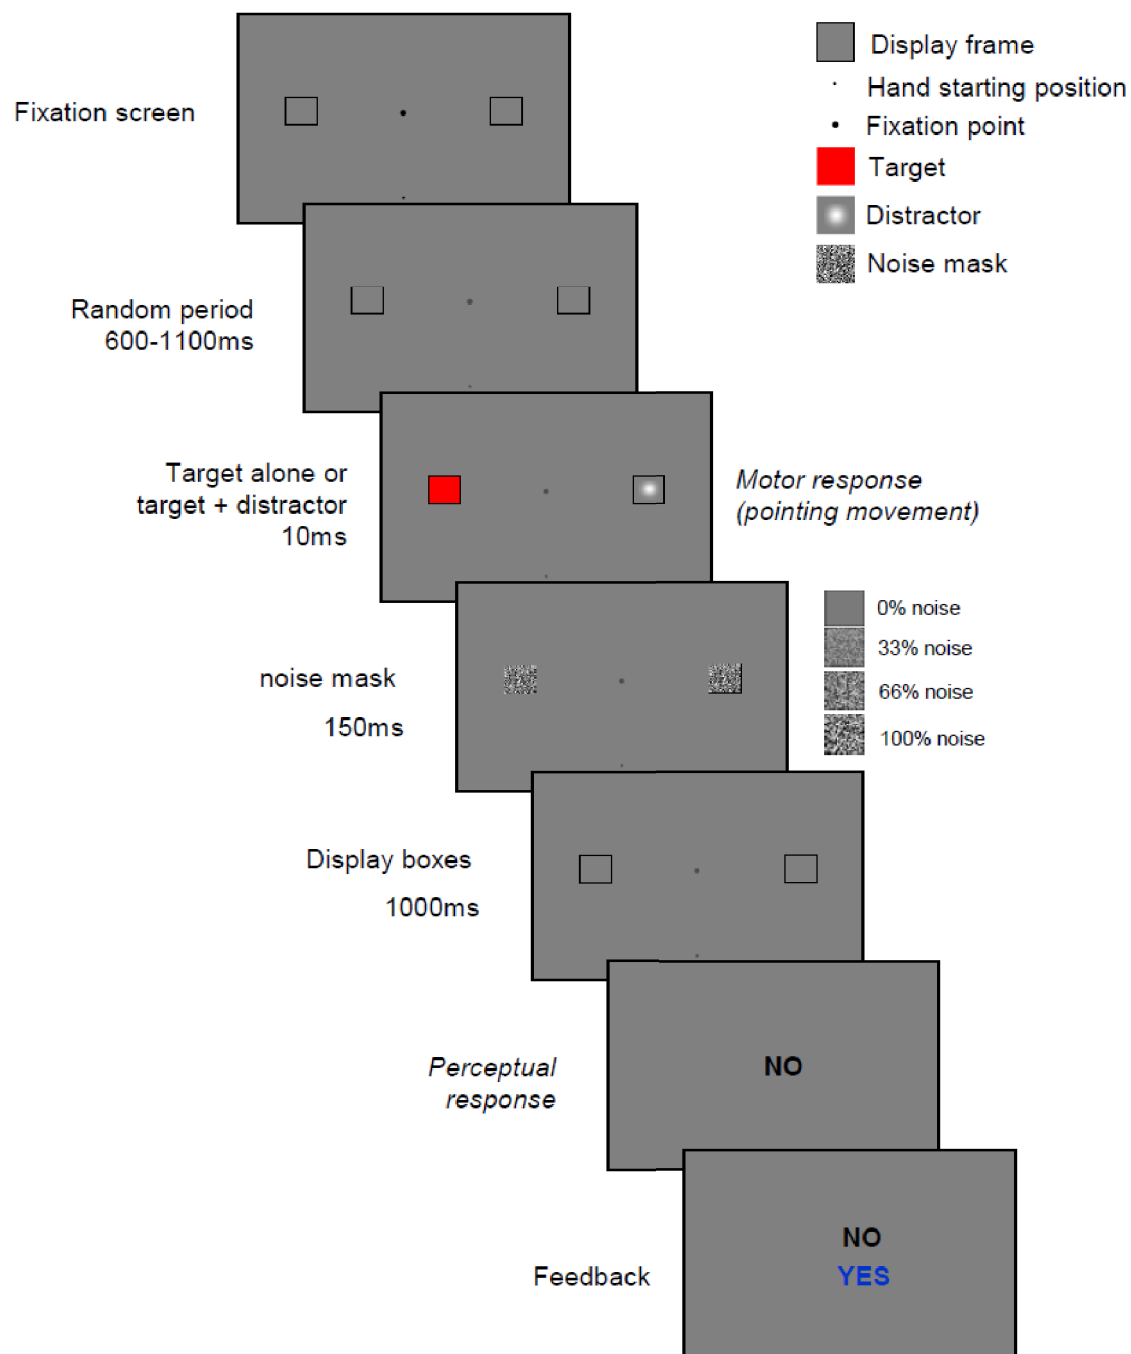 Display frame
Hand starting position
Fixation point
Target
Distractor
Noise mask
Fixation screen
Random period
600-1100ms
Target alone or
target + distractor
10ms
Motor response
(pointing movement)
noise mask
150ms
0% noise
33% noise
66% noise
100% noise
Display boxes
1000ms
Perceptual
response
NO
Feedback
NO
YES